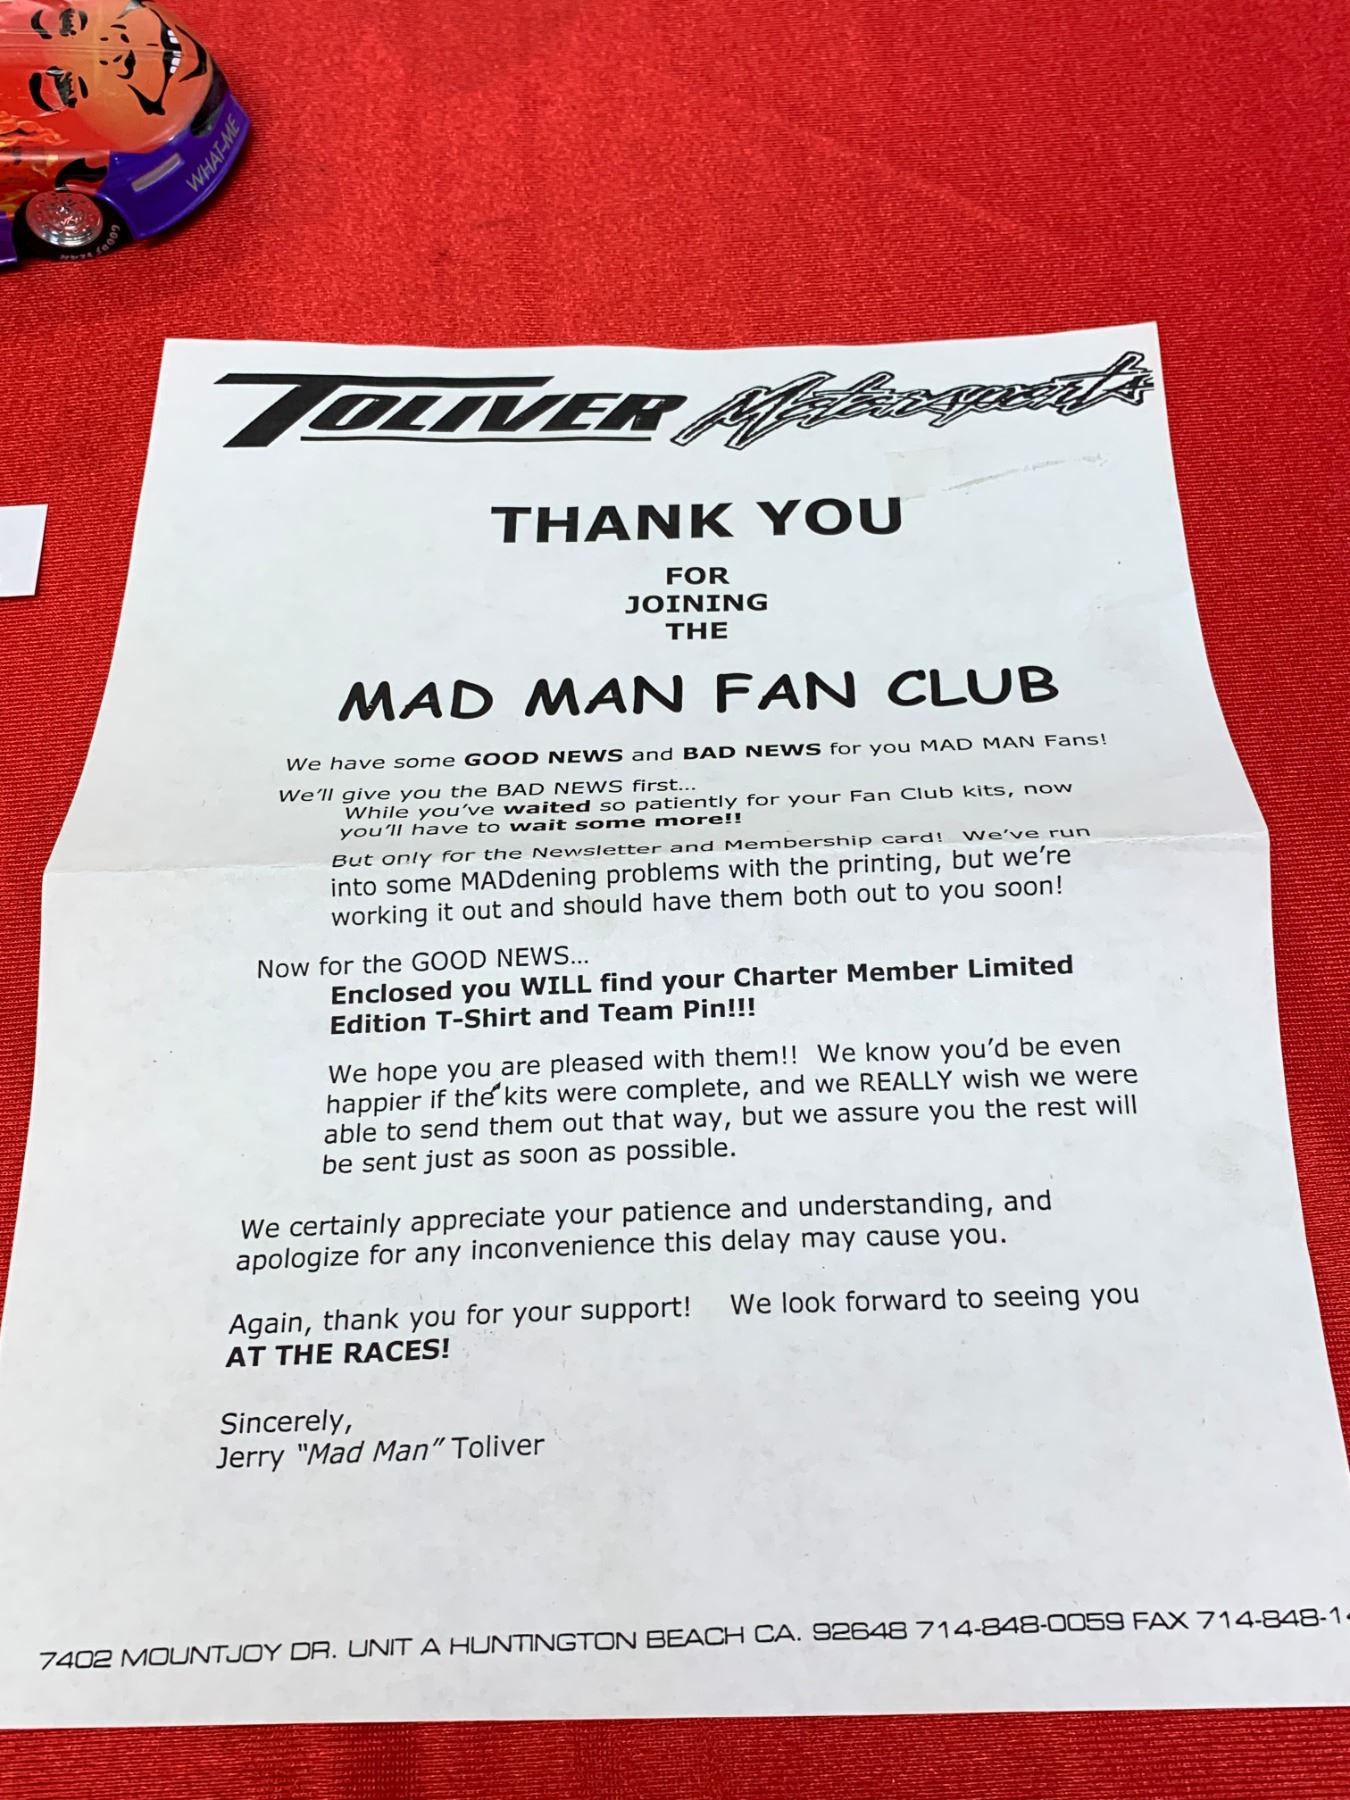 WHAT-ME
TOLIVER Motorsports
THANK YOU
FOR
JOINING
THE
MAD MAN FAN CLUB
We have some GOOD NEWS and BAD NEWS for you MAD MAN Fans!
We'll give you the BAD NEWS first...
While you've waited so patiently for your Fan Club kits, now
you'll have to wait some more!!
But only for the Newsletter and Membership card! We've run
into some MADdening problems with the printing, but we're
working it out and should have them both out to you soon!
Now for the GOOD NEWS...
Enclosed you WILL find your Charter Member Limited
Edition T-Shirt and Team Pin!!!
We hope you are pleased with them!! We know you'd be even
happier if the kits were complete, and we REALLY wish we were
able to send them out that way, but we assure you the rest will
be sent just as soon as possible.
We certainly appreciate your patience and understanding, and
apologize for any inconvenience this delay may cause you.
Again, thank you for your support! We look forward to seeing you
AT THE RACES!
Sincerely,
Jerry "Mad Man" Toliver
7402 MOUNTJOY DR. UNIT A HUNTINGTON BEACH CA. 92648 714-848-0059 FAX 714-848-1